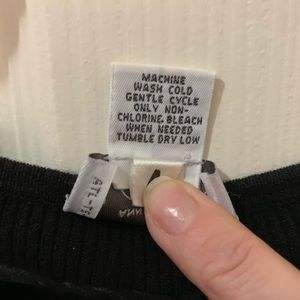 MACHINE
WASH COLD
GENTLE CYCLE
ONLY NON-
CHLORINE BLEACH
WHEN NEEDED
TUMBLE DRY LOW